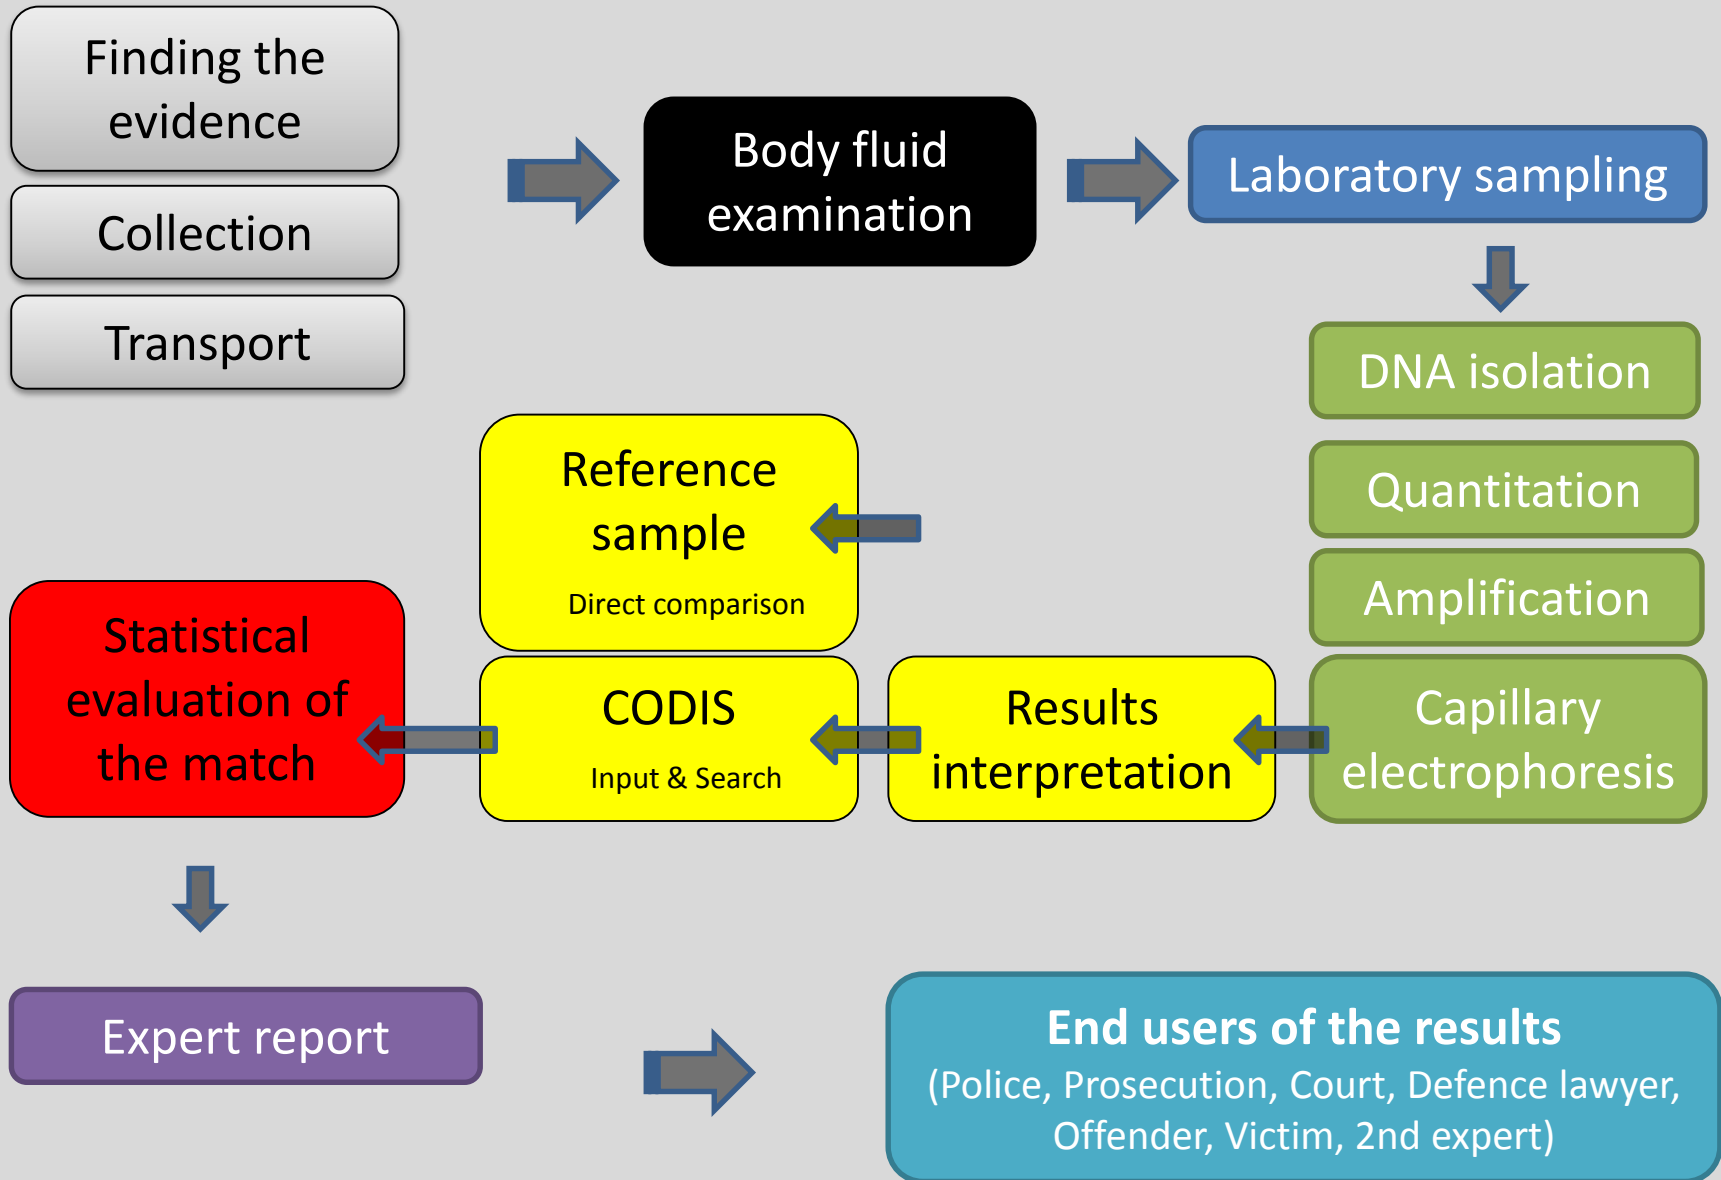 Finding the
evidence
Collection
Transport
Body fluid
examination
Laboratory sampling
DNA isolation
Quantitation
Amplification
Capillary
electrophoresis
Results
interpretation
Reference
sample
Direct comparison
CODIS
Input & Search
Statistical
evaluation of
the match
Expert report
End users of the results
(Police, Prosecution, Court, Defence lawyer,
Offender, Victim, 2nd expert)